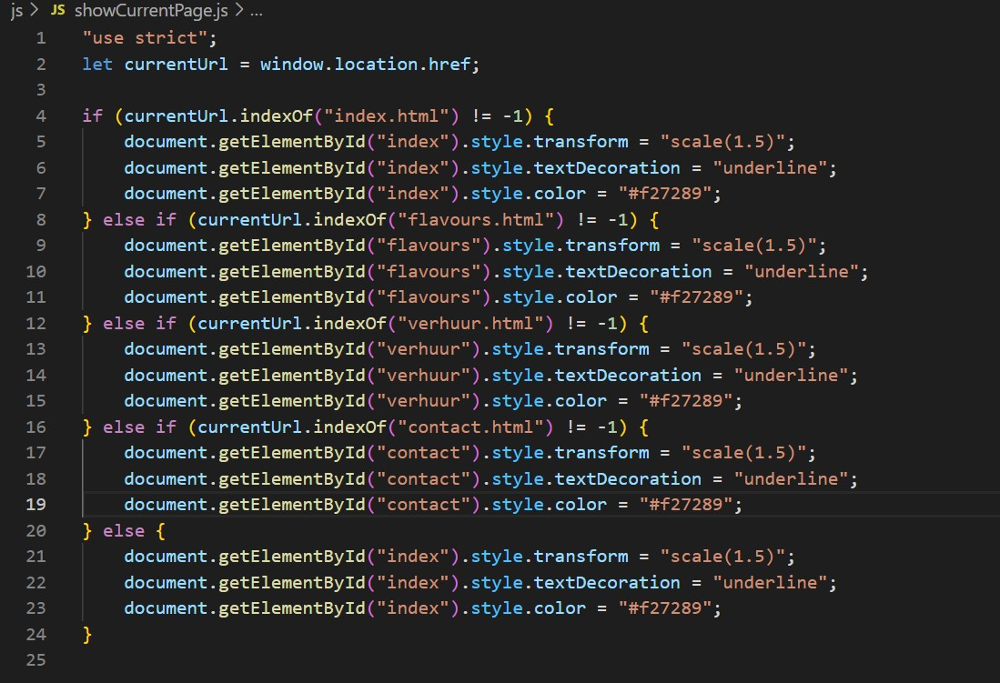 js > JS showCurrentPage.js > ...
1 "use strict";
2 let currentUrl = window.location.href;
3
4 if (currentUrl.indexOf("index.html") != -1) {
5     document.getElementById("index").style.transform = "scale(1.5)";
6     document.getElementById("index").style.textDecoration = "underline";
7     document.getElementById("index").style.color = "#f27289";
8 } else if (currentUrl.indexOf("flavours.html") != -1) {
9     document.getElementById("flavours").style.transform = "scale(1.5)";
10     document.getElementById("flavours").style.textDecoration = "underline";
11     document.getElementById("flavours").style.color = "#f27289";
12 } else if (currentUrl.indexOf("verhuur.html") != -1) {
13     document.getElementById("verhuur").style.transform = "scale(1.5)";
14     document.getElementById("verhuur").style.textDecoration = "underline";
15     document.getElementById("verhuur").style.color = "#f27289";
16 } else if (currentUrl.indexOf("contact.html") != -1) {
17     document.getElementById("contact").style.transform = "scale(1.5)";
18     document.getElementById("contact").style.textDecoration = "underline";
19     document.getElementById("contact").style.color = "#f27289";
20 } else {
21     document.getElementById("index").style.transform = "scale(1.5)";
22     document.getElementById("index").style.textDecoration = "underline";
23     document.getElementById("index").style.color = "#f27289";
24 }
25